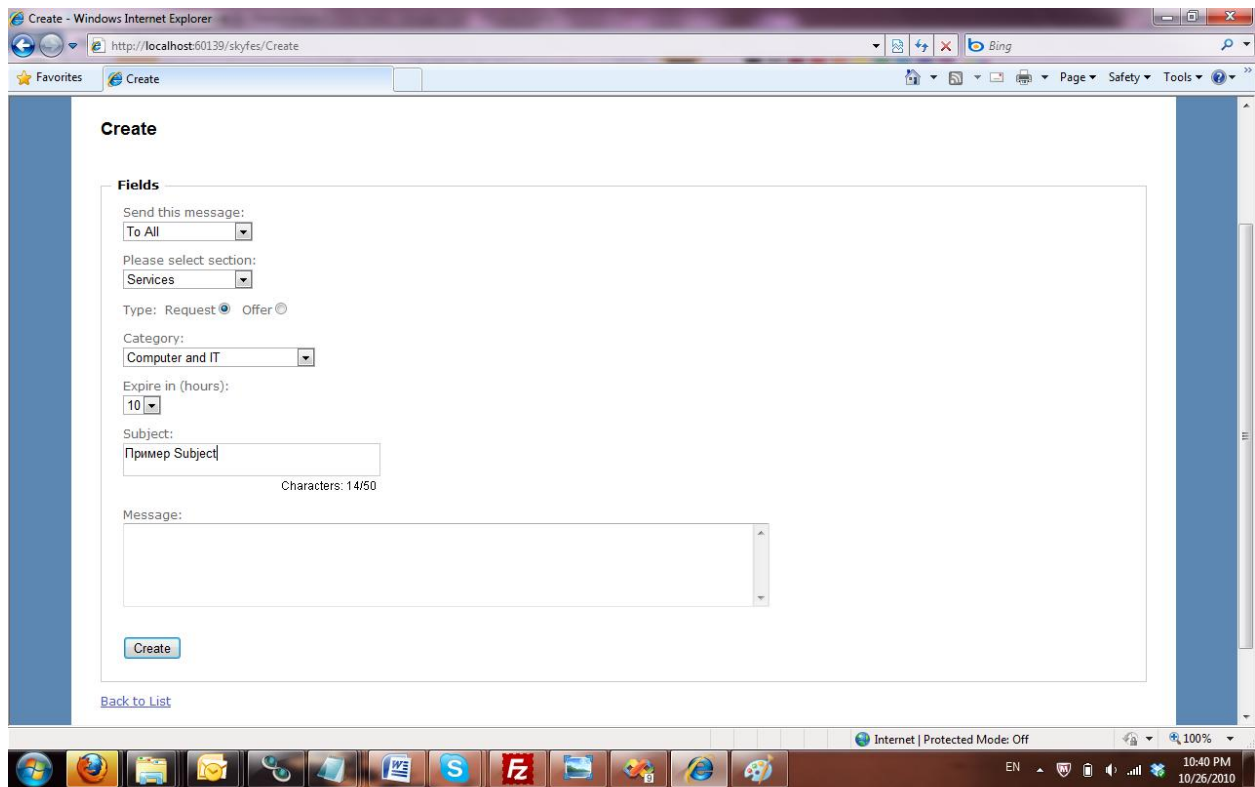 Create - Windows Internet Explorer
http://localhost:60139/skyfes/Create
Bing
Favorites
Create
Page
Safety
Tools
Create
Fields
Send this message:
To All
Please select section:
Services
Type: Request Offer
Category:
Computer and IT
Expire in (hours):
10
Subject:
Пример Subject
Characters: 14/50
Message:
Create
Back to List
Internet | Protected Mode: Off
100%
EN
10:40 PM
10/26/2010